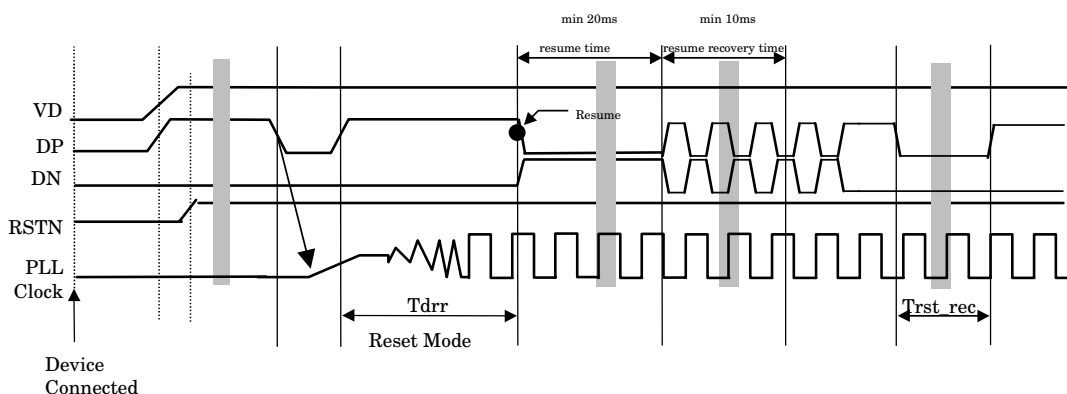 min 20ms
min 10ms
resume time
resume recovery time
VD
Resume
DP
DN
RSTN
PLL
Clock
Tdrr
Trst_rec
Reset Mode
Device
Connected